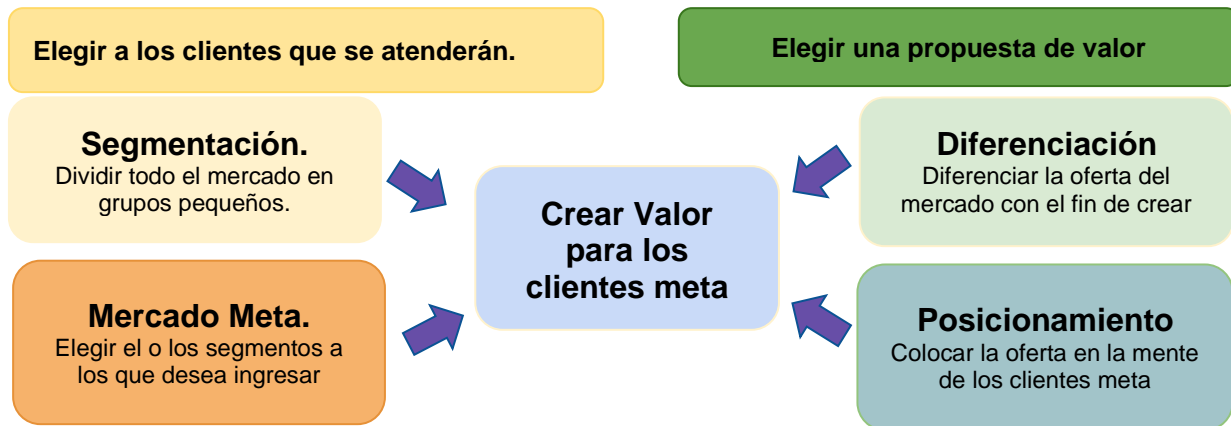 Elegir a los clientes que se atenderán.
Elegir una propuesta de valor
Segmentación.
Dividir todo el mercado en
grupos pequeños.
Mercado Meta.
Elegir el o los segmentos a
los que desea ingresar
Crear Valor
para los
clientes meta
Diferenciación
Diferenciar la oferta del
mercado con el fin de crear
Posicionamiento
Colocar la oferta en la mente
de los clientes meta